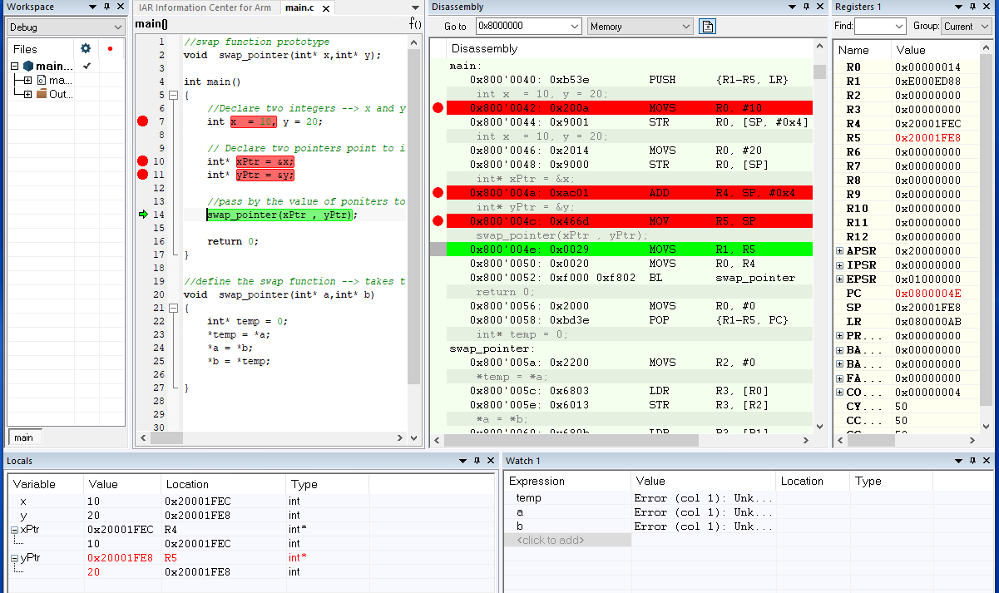 Workspace
Debug
Files
main...
ma...
Out...
main
IAR Information Center for Arm
main.c
main()
f()
1 //swap function prototype
2 void  swap_pointer(int* x,int* y);
3
4 int main()
5 {
6 //Declare two integers --> x and y
7 int x  = 10, y = 20;
8
9 // Declare two pointers point to i
10 int* xPtr = &x;
11 int* yPtr = &y;
12
13 //pass by the value of poniters to
14 swap_pointer(xPtr , yPtr);
15
16 return 0;
17 }
18
19 //define the swap function --> takes t
20 void  swap_pointer(int* a,int* b)
21 {
22 int* temp = 0;
23 *temp = *a;
24 *a = *b;
25 *b = *temp;
26
27 }
28
29
30
Disassembly
Go to 0x8000000 Memory
Disassembly
main:
0x800'0040: 0xb53e PUSH {R1-R5, LR}
int x  = 10, y = 20;
0x800'0042: 0x200a MOVS R0, #10
0x800'0044: 0x9001 STR R0, [SP, #0x4]
int x  = 10, y = 20;
0x800'0046: 0x2014 MOVS R0, #20
0x800'0048: 0x9000 STR R0, [SP]
int* xPtr = &x;
0x800'004a: 0xac01 ADD R4, SP, #0x4
int* yPtr = &y;
0x800'004c: 0x466d MOV R5, SP
swap_pointer(xPtr , yPtr);
0x800'004e: 0x0029 MOVS R1, R5
0x800'0050: 0x0020 MOVS R0, R4
0x800'0052: 0xf000 0xf802 BL swap_pointer
return 0;
0x800'0056: 0x2000 MOVS R0, #0
0x800'0058: 0xbd3e POP {R1-R5, PC}
int* temp = 0;
swap_pointer:
0x800'005a: 0x2200 MOVS R2, #0
*temp = *a;
0x800'005c: 0x6803 LDR R3, [R0]
0x800'005e: 0x6013 STR R3, [R2]
*a = *b;
0x800'0060: 0x680b LDR R3, [R1]
Registers 1
Find: Group: Current
Name Value
R0 0x00000014
R1 0xE000ED88
R2 0x00000000
R3 0x00000000
R4 0x20001FEC
R5 0x20001FE8
R6 0x00000000
R7 0x00000000
R8 0x00000000
R9 0x00000000
R10 0x00000000
R11 0x00000000
R12 0x00000000
APSR 0x20000000
IPSR 0x00000000
EPSR 0x01000000
PC 0x0800004E
SP 0x20001FE8
LR 0x080000AB
PR... 0x00000000
BA... 0x00000000
BA... 0x00000000
FA... 0x00000000
CO... 0x00000004
CY... 50
CC... 50
CC... 50
Locals
Variable Value Location Type
x 10 0x20001FEC int
y 20 0x20001FE8 int
xPtr 0x20001FEC R4 int*
10 0x20001FEC int
yPtr 0x20001FE8 R5 int*
20 0x20001FE8 int
Watch 1
Expression Value Location Type
temp Error (col 1): Unk...
a Error (col 1): Unk...
b Error (col 1): Unk...
<click to add>